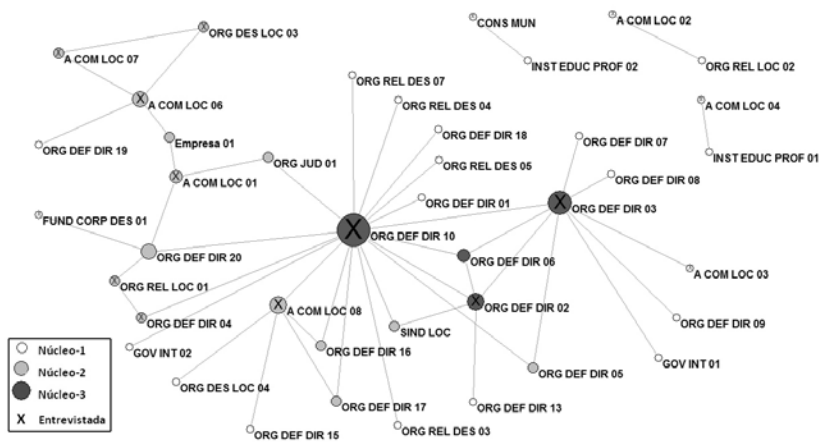 CONS MUN
A COM LOC 02
ORG DES LOC 03
A COM LOC 07
INST EDUC PROF 02
ORG REL LOC 02
ORG REL DES 07
A COM LOC 06
ORG REL DES 04
A COM LOC 04
ORG DEF DIR 18
Empresa 01
ORG DEF DIR 07
ORG DEF DIR 19
INST EDUC PROF 01
ORG JUD 01
ORG REL DES 05
A COM LOC 01
ORG DEF DIR 08
ORG DEF DIR 01
ORG DEF DIR 03
FUND CORP DES 01
ORG DEF DIR 10
ORG DEF DIR 20
ORG DEF DIR 06
A COM LOC 03
ORG REL LOC 01
ORG DEF DIR 02
A COM LOC 08
ORG DEF DIR 04
ORG DEF DIR 09
SIND LOC
GOV INT 02
ORG DEF DIR 16
GOV INT 01
ORG DEF DIR 05
ORG DES LOC 04
ORG DEF DIR 17
ORG DEF DIR 13
ORG DEF DIR 15
ORG REL DES 03
Núcleo-1
Núcleo-2
Núcleo-3
X Entrevistada